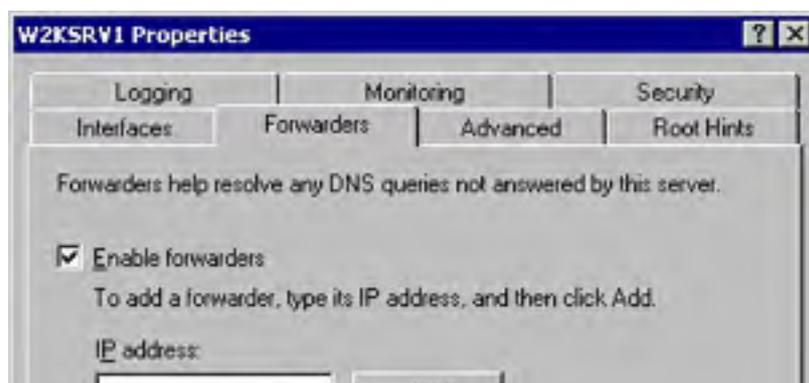 W2KSRV1 Properties
Logging Monitoring Security
Interfaces Forwarders Advanced Root Hints
Forwarders help resolve any DNS queries not answered by this server.
Enable forwarders
To add a forwarder, type its IP address, and then click Add.
IP address: